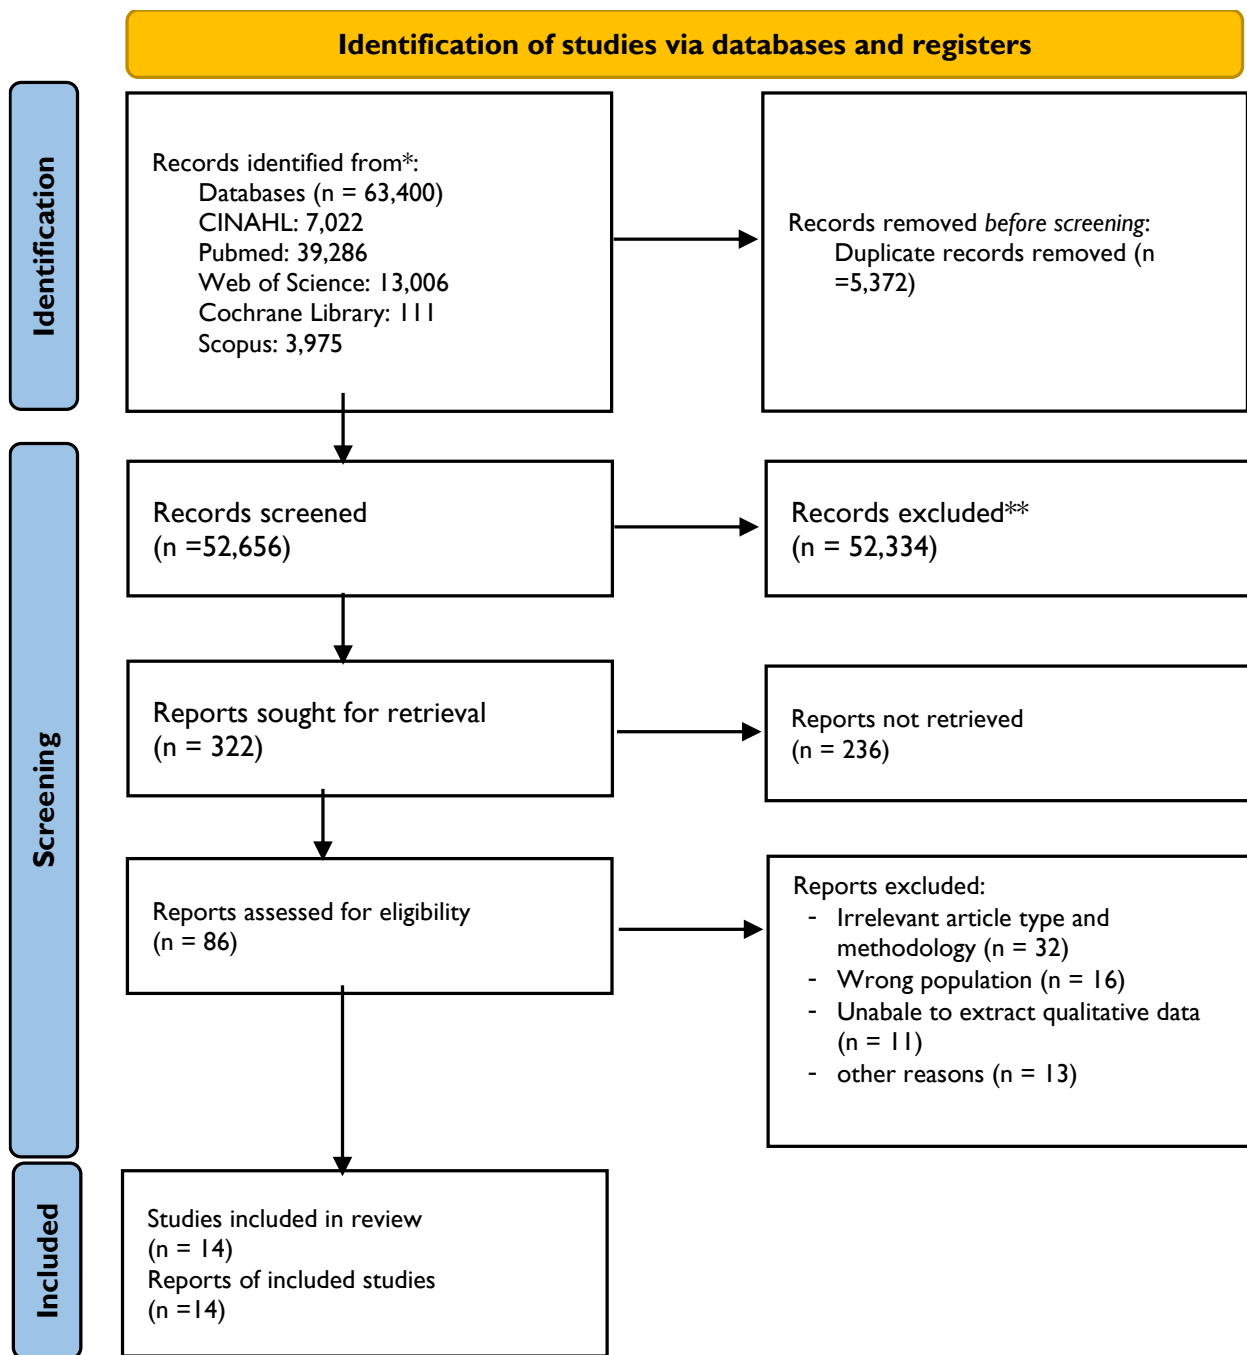 Identification of studies via databases and registers
Identification
Records identified from*:
Databases (n = 63,400)
CINAHL: 7,022
Pubmed: 39,286
Web of Science: 13,006
Cochrane Library: 111
Scopus: 3,975
Records removed before screening:
Duplicate records removed (n
=5,372)
Screening
Records screened
(n =52,656)
Records excluded**
(n = 52,334)
Reports sought for retrieval
(n = 322)
Reports not retrieved
(n = 236)
Reports assessed for eligibility
(n = 86)
Reports excluded:
- Irrelevant article type and
methodology (n = 32)
- Wrong population (n = 16)
- Unabale to extract qualitative data
(n = 11)
- other reasons (n = 13)
Included
Studies included in review
(n = 14)
Reports of included studies
(n =14)